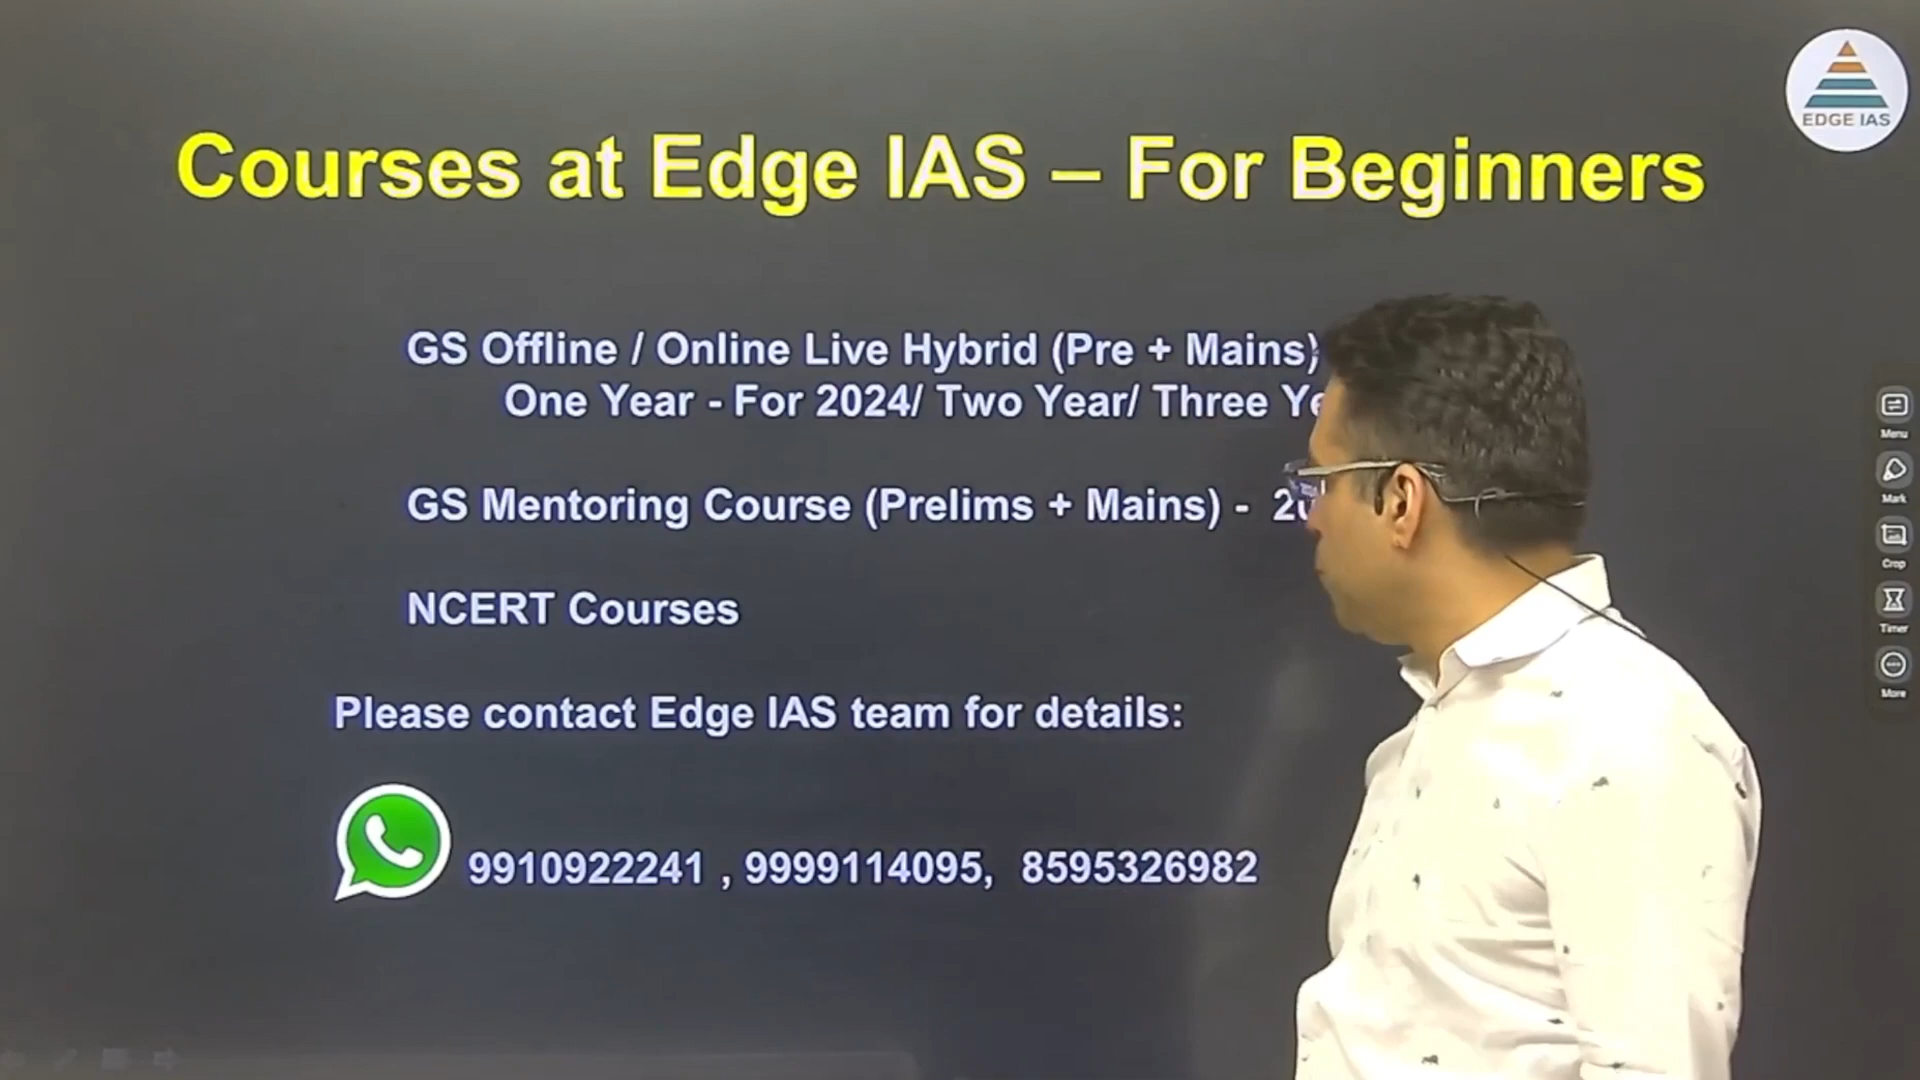 EDGE IAS
Courses at Edge IAS – For Beginners
GS Offline / Online Live Hybrid (Pre + Mains)
One Year - For 2024/ Two Year/ Three
GS Mentoring Course (Prelims + Mains) -
NCERT Courses
Please contact Edge IAS team for details:
9910922241 , 9999114095, 8595326982
Menu
Mark
Crop
Timer
More